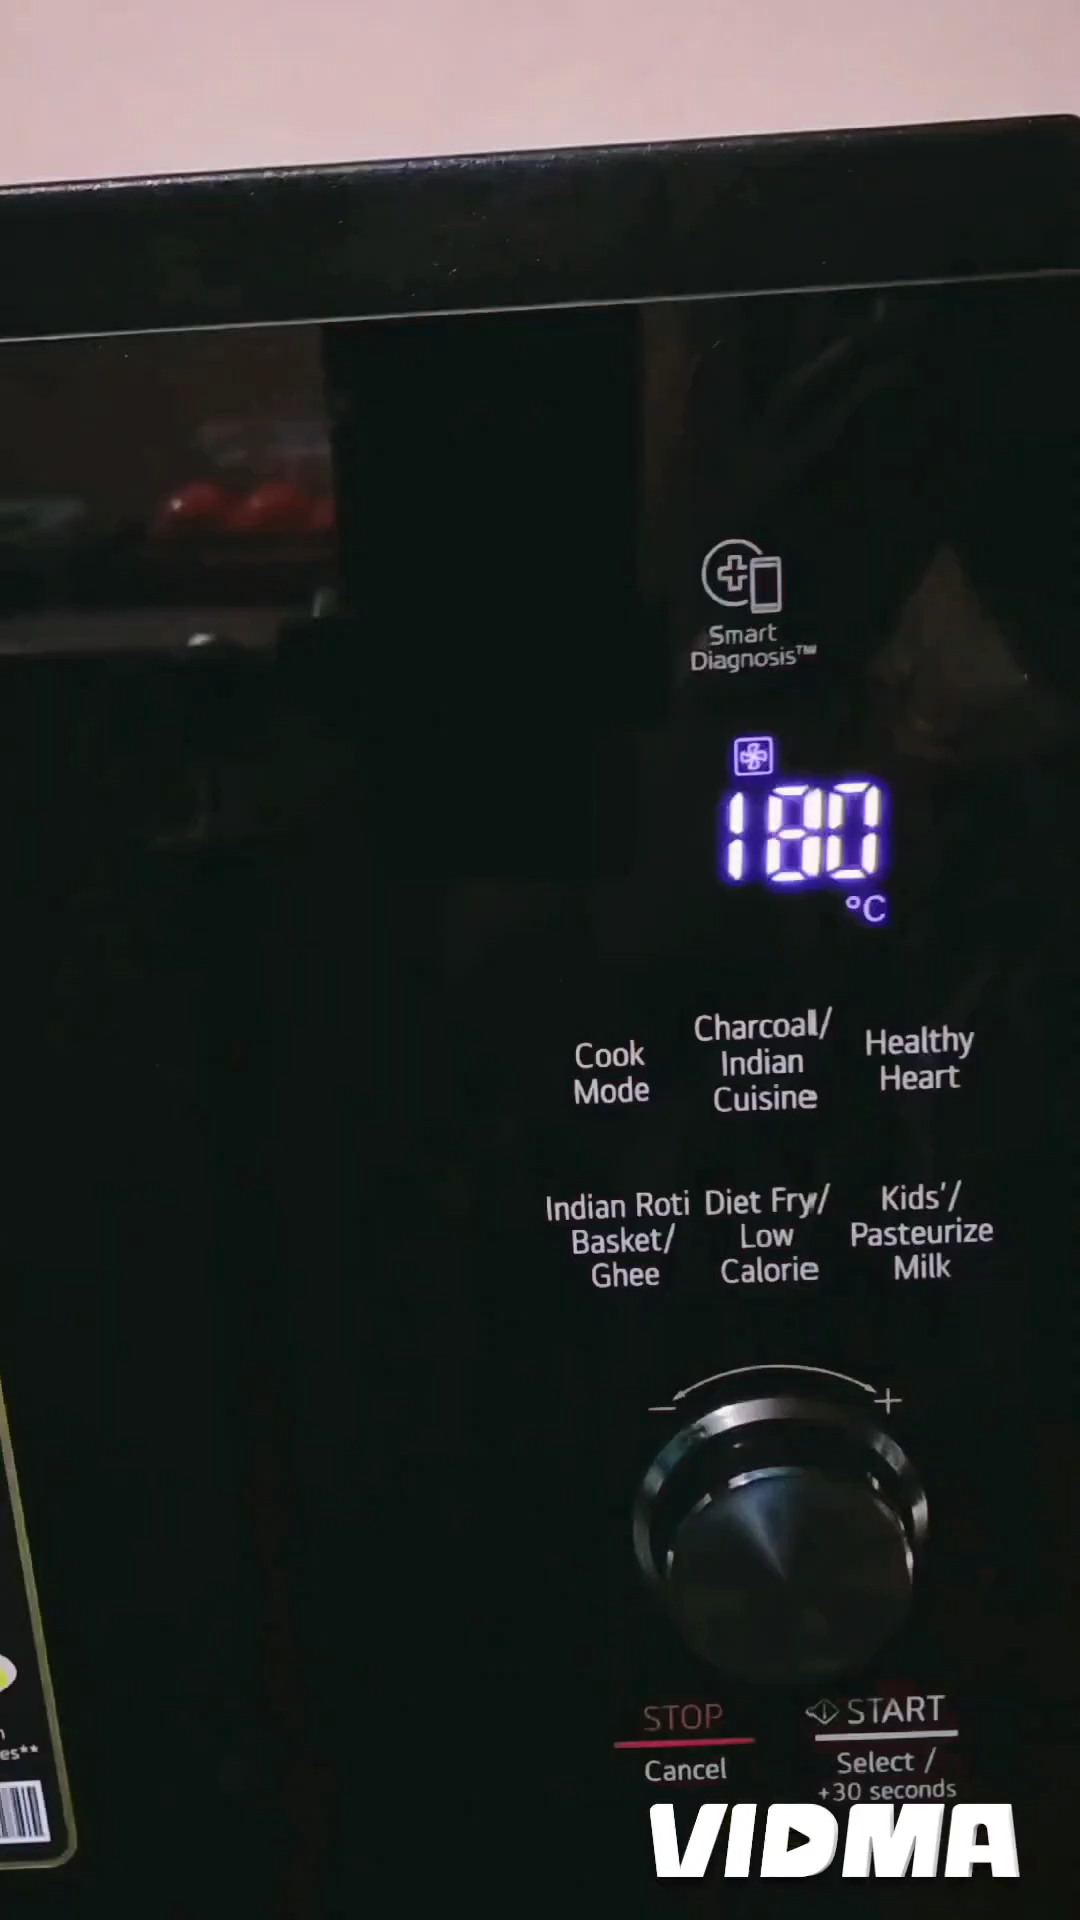 Smart
Diagnosis™
180
°C
Cook
Mode
Charcoal/
Indian
Cuisine
Healthy
Heart
Indian Roti
Basket/
Ghee
Diet Fry/
Low
Calorie
Kids'/
Pasteurize
Milk
− +
STOP
Cancel
START
Select /
+30 seconds
es**
VIDMA